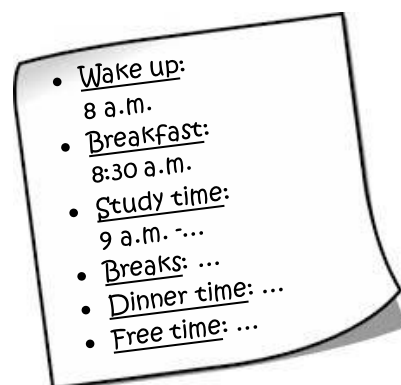 • Wake up:
8 a.m.
• Breakfast:
8:30 a.m.
• Study time:
9 a.m. -...
• Breaks: ...
• Dinner time: ...
• Free time: ...